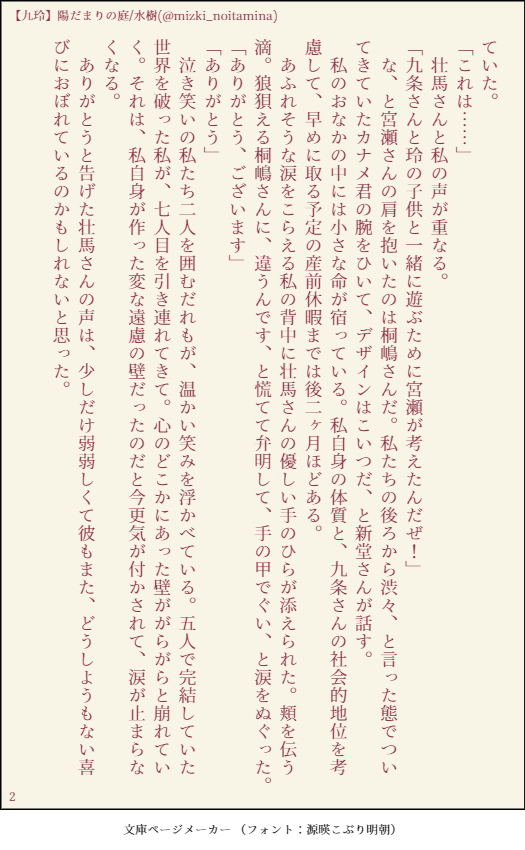 【九玲】陽だまりの庭/水樹(@mizki_noitamina)
ていた。
「これは……」
　壮馬さんと私の声が重なる。
「九条さんと玲の子供と一緒に遊ぶために宮瀬が考えたんだぜ！」
　な、と宮瀬さんの肩を抱いたのは桐嶋さんだ。私たちの後ろから渋々、と言った態でつい
てきていたカナメ君の腕をひいて、デザインはこいつだ、と新堂さんが話す。
　私のおなかの中には小さな命が宿っている。私自身の体質と、九条さんの社会的地位を考
慮して、早めに取る予定の産前休暇までは後二ヶ月ほどある。
　あふれそうな涙をこらえる私の背中に壮馬さんの優しい手のひらが添えられた。頬を伝う
滴。狼狽える桐嶋さんに、違うんです、と慌てて弁明して、手の甲でぐい、と涙をぬぐった。
「ありがとう、ございます」
「ありがとう」
　泣き笑いの私たち二人を囲むだれもが、温かい笑みを浮かべている。五人で完結していた
世界を破った私が、七人目を引き連れてきて。心のどこかにあった壁ががらがらと崩れてい
く。それは、私自身が作った変な遠慮の壁だったのだと今更気が付かされて、涙が止まらな
くなる。
　ありがとうと告げた壮馬さんの声は、少しだけ弱弱しくて彼もまた、どうしようもない喜
びにおぼれているのかもしれないと思った。
2
文庫ページメーカー （フォント：源暎こぶり明朝）